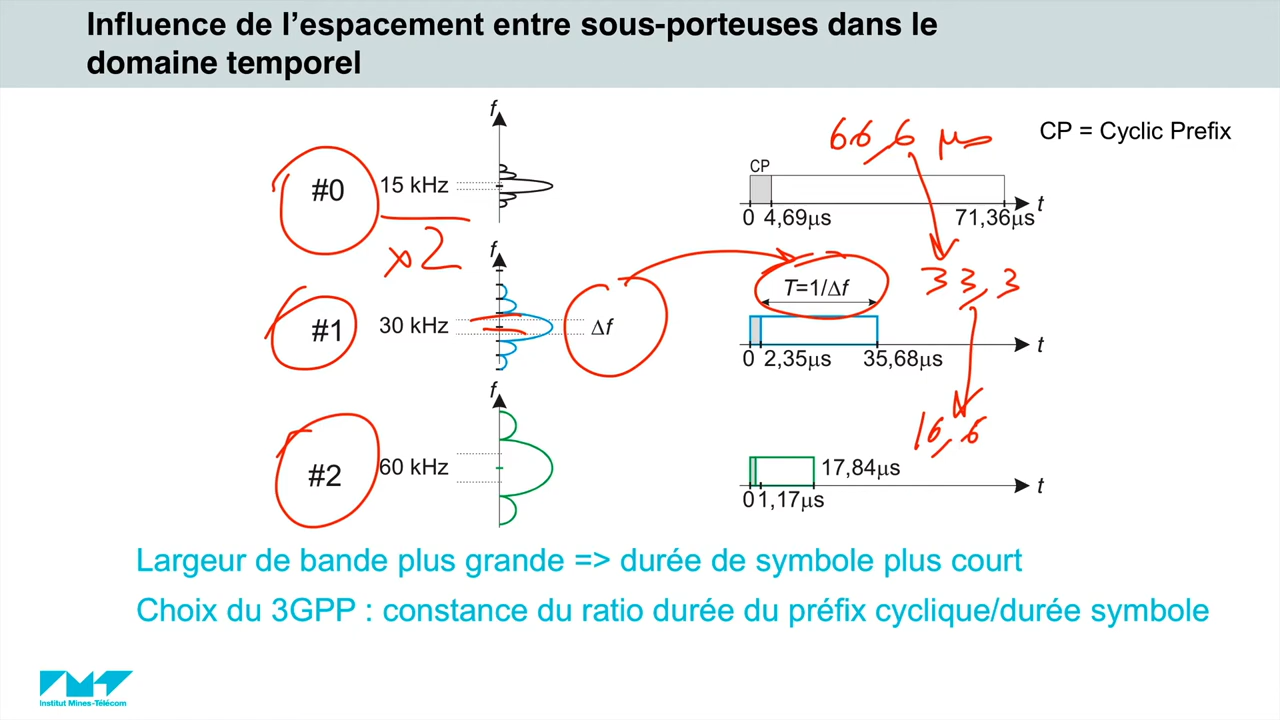 Influence de l’espacement entre sous-porteuses dans le
domaine temporel
CP = Cyclic Prefix
66,6 µs
f
CP
#0
15 kHz
t
0
4,69µs
71,36µs
x2
f
33,3
T=1/Δf
#1
30 kHz
Δf
t
0
2,35µs
35,68µs
f
16,6
#2
60 kHz
17,84µs
t
0
1,17µs
Largeur de bande plus grande => durée de symbole plus court
Choix du 3GPP : constance du ratio durée du préfix cyclique/durée symbole
Institut Mines-Télécom